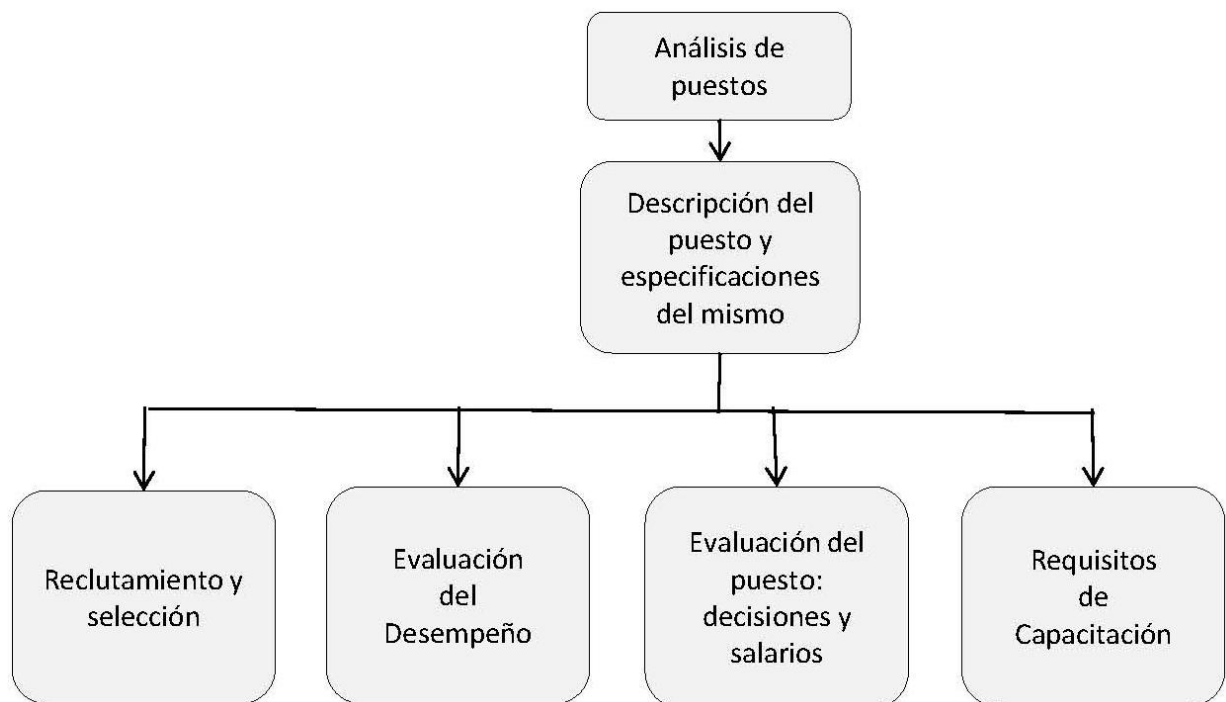 Análisis de
puestos
Descripción del
puesto y
especificaciones
del mismo
Reclutamiento y
selección
Evaluación
del
Desempeño
Evaluación del
puesto:
decisiones y
salarios
Requisitos
de
Capacitación